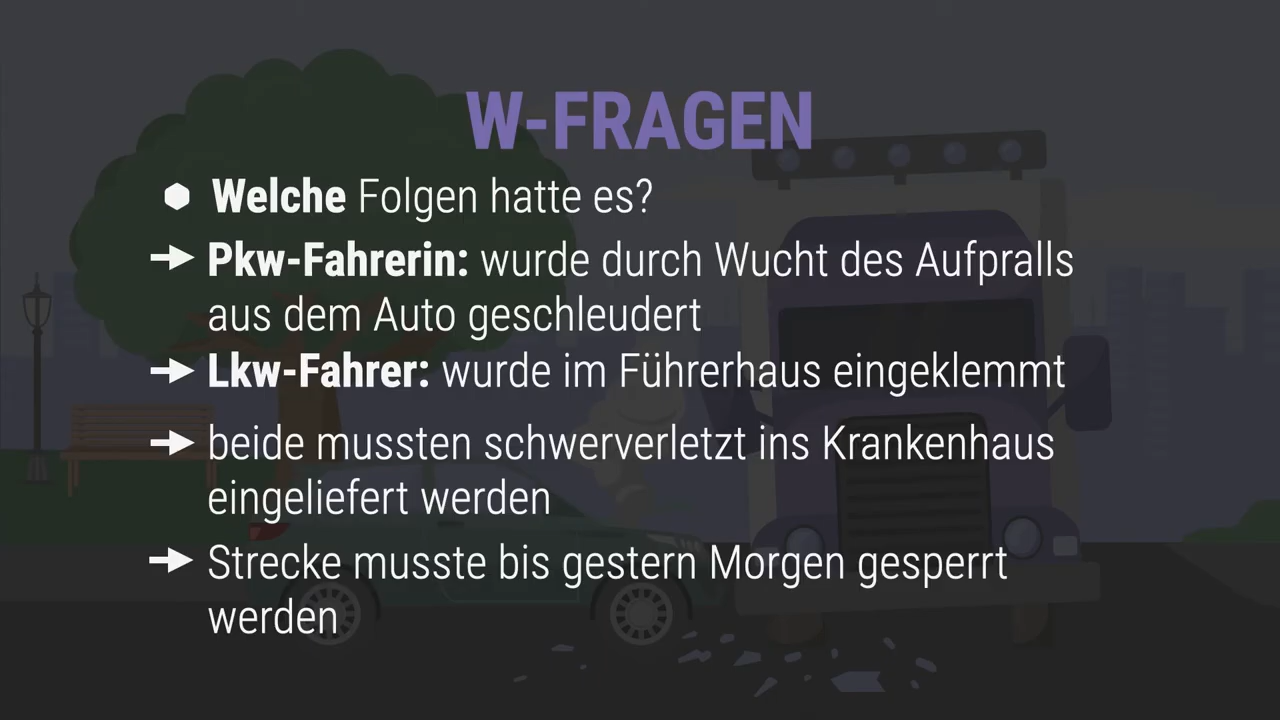 W-FRAGEN
Welche Folgen hatte es?
Pkw-Fahrerin: wurde durch Wucht des Aufpralls
aus dem Auto geschleudert
Lkw-Fahrer: wurde im Führerhaus eingeklemmt
beide mussten schwerverletzt ins Krankenhaus
eingeliefert werden
Strecke musste bis gestern Morgen gesperrt
werden